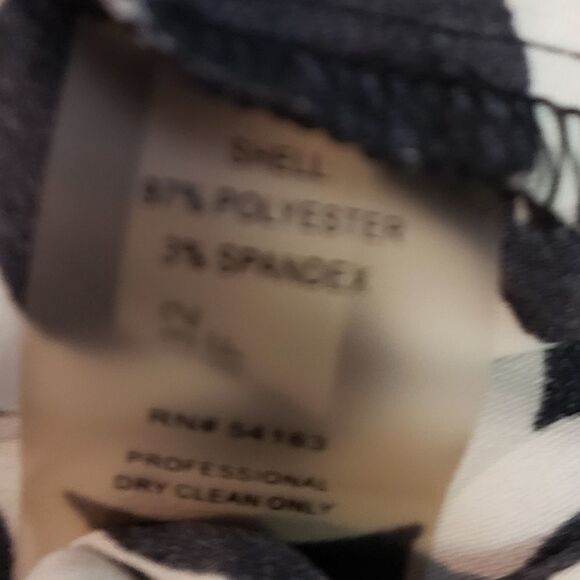 SHELL
97% POLYESTER
3% SPANDEX
RN# 54163
PROFESSIONAL
DRY CLEAN ONLY